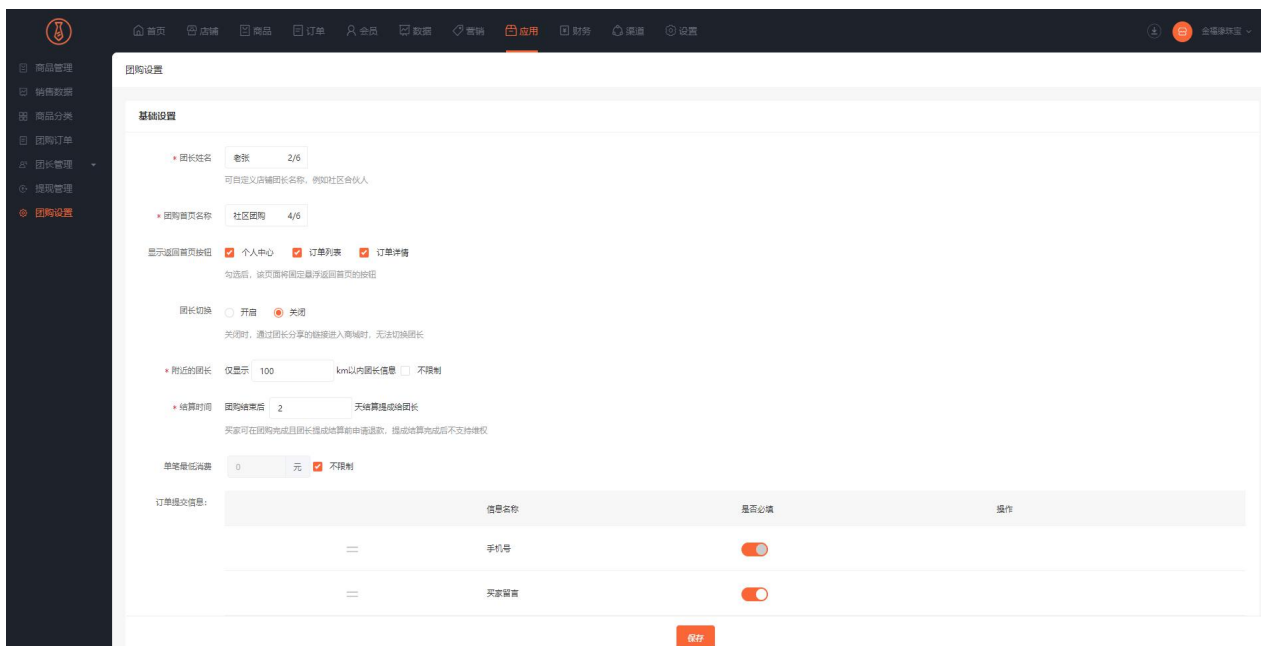 首页 店铺 商品 订单 会员 数据 营销 应用 财务 渠道 设置 金福缘珠宝
商品管理
销售数据
商品分类
团购订单
团长管理
提现管理
团购设置
团购设置
基础设置
* 团长姓名 老张 2/6
可自定义店铺团长名称，例如社区合伙人
* 团购首页名称 社区团购 4/6
显示返回首页按钮 个人中心 订单列表 订单详情
勾选后，该页面将固定悬浮返回首页的按钮
团长切换 开启 关闭
关闭时，通过团长分享的链接进入商城时，无法切换团长
* 附近的团长 仅显示 100 km以内团长信息 不限制
* 结算时间 团购结束后 2 天结算提成给团长
买家可在团购完成且团长提成结算前申请退款，提成结算完成后不支持维权
单笔最低消费 0 元 不限制
订单提交信息：
信息名称 是否必填 操作
手机号
买家留言
保存